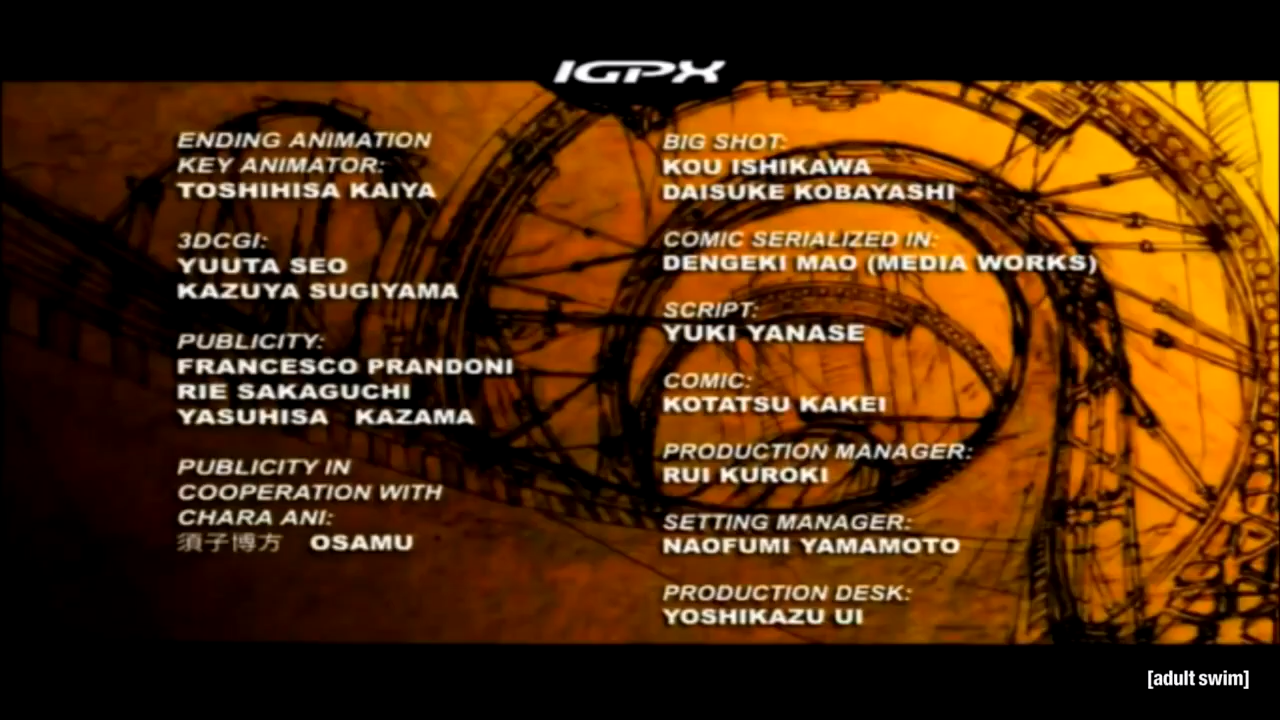 IGPX
ENDING ANIMATION
KEY ANIMATOR:
TOSHIHISA KAIYA
3DCGI:
YUUTA SEO
KAZUYA SUGIYAMA
PUBLICITY:
FRANCESCO PRANDONI
RIE SAKAGUCHI
YASUHISA KAZAMA
PUBLICITY IN
COOPERATION WITH
CHARA ANI:
須子博方 OSAMU
BIG SHOT:
KOU ISHIKAWA
DAISUKE KOBAYASHI
COMIC SERIALIZED IN:
DENGEKI MAO (MEDIA WORKS)
SCRIPT:
YUKI YANASE
COMIC:
KOTATSU KAKEI
PRODUCTION MANAGER:
RUI KUROKI
SETTING MANAGER:
NAOFUMI YAMAMOTO
PRODUCTION DESK:
YOSHIKAZU UI
[adult swim]